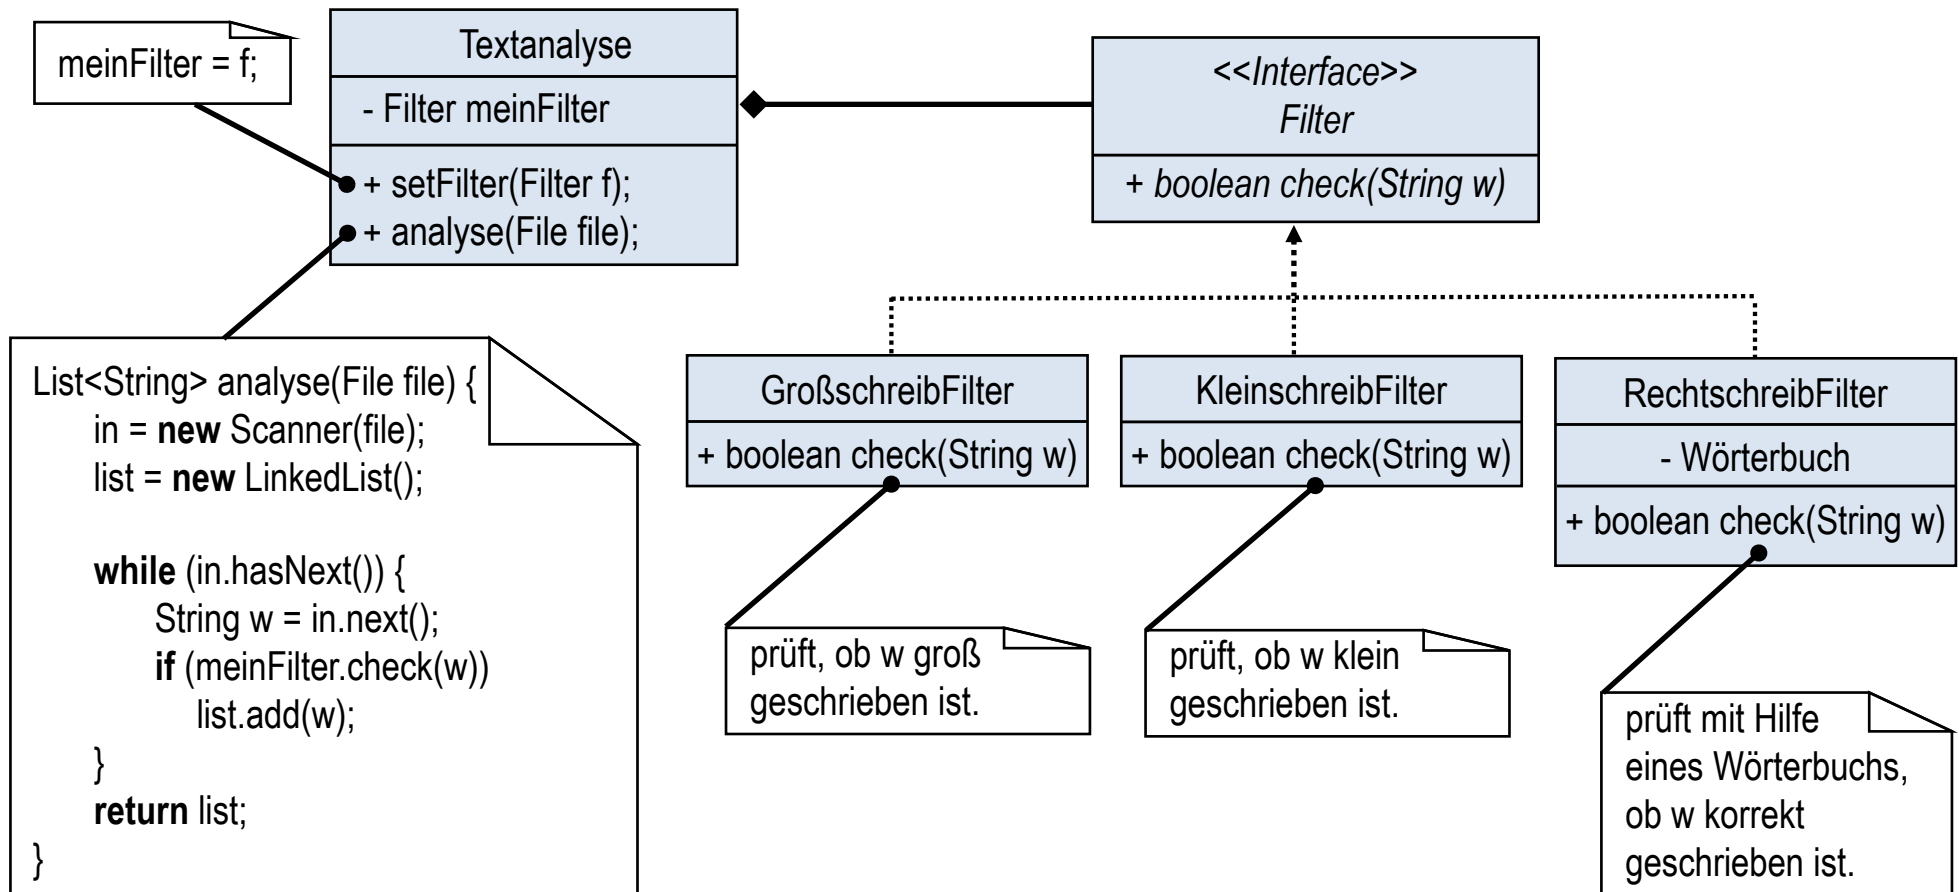 meinFilter = f;
Textanalyse
- Filter meinFilter
+ setFilter(Filter f);
+ analyse(File file);
<<Interface>>
Filter
+ boolean check(String w)
List<String> analyse(File file) {
in = new Scanner(file);
list = new LinkedList();
while (in.hasNext()) {
String w = in.next();
if (meinFilter.check(w))
list.add(w);
}
return list;
}
GroßschreibFilter
+ boolean check(String w)
prüft, ob w groß
geschrieben ist.
KleinschreibFilter
+ boolean check(String w)
prüft, ob w klein
geschrieben ist.
RechtschreibFilter
- Wörterbuch
+ boolean check(String w)
prüft mit Hilfe
eines Wörterbuchs,
ob w korrekt
geschrieben ist.